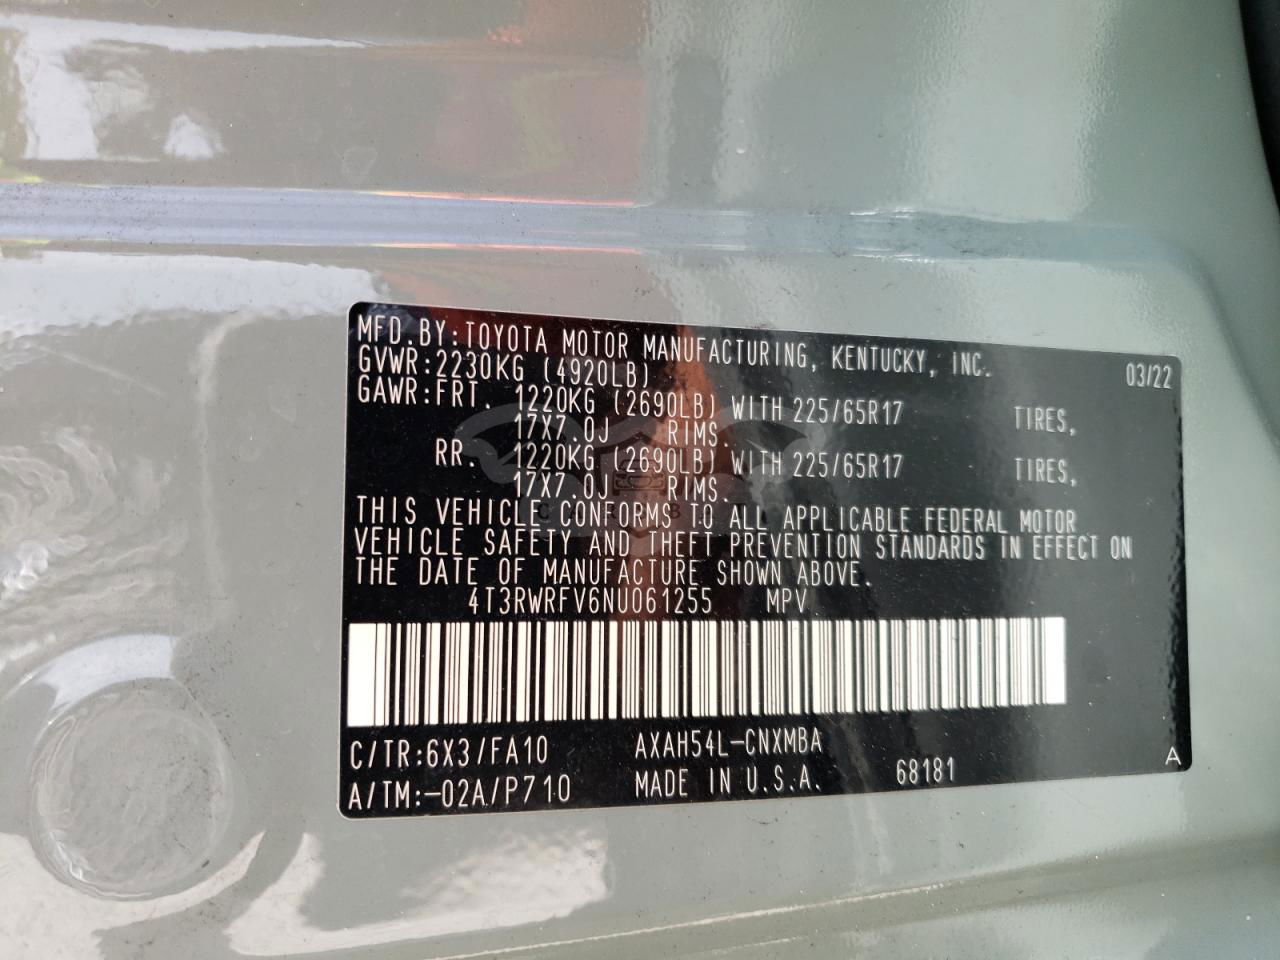 MFD.BY:TOYOTA MOTOR MANUFACTURING, KENTUCKY, INC. 03/22
GVWR:2230KG (4920LB)
GAWR:FRT. 1220KG (2690LB) WITH 225/65R17 TIRES,
17X7.0J RIMS.
RR. 1220KG (2690LB) WITH 225/65R17 TIRES,
17X7.0J RIMS.
C R B
THIS VEHICLE CONFORMS TO ALL APPLICABLE FEDERAL MOTOR
VEHICLE SAFETY AND THEFT PREVENTION STANDARDS IN EFFECT ON
THE DATE OF MANUFACTURE SHOWN ABOVE.
4T3RWRFV6NU061255 MPV
C/TR:6X3/FA10 AXAH54L-CNXMBA A
A/TM:-02A/P710 MADE IN U.S.A. 68181